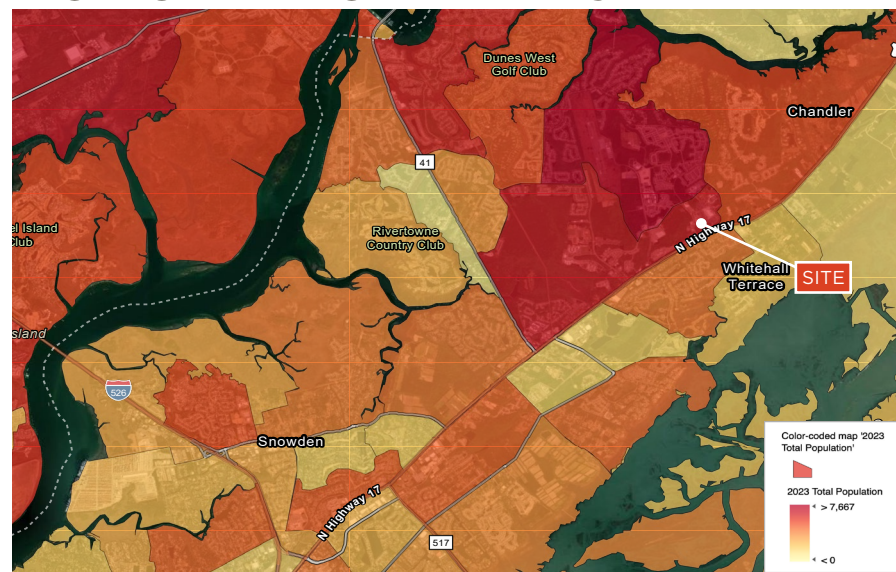 Dunes West
Golf Club
Chandler
41
el Island
Club
Rivertowne
Country Club
N Highway 17
Whitehall
Terrace
SITE
sland
526
Snowden
N Highway 17
517
Color-coded map '2023
Total Population'
2023 Total Population
> 7,667
< 0